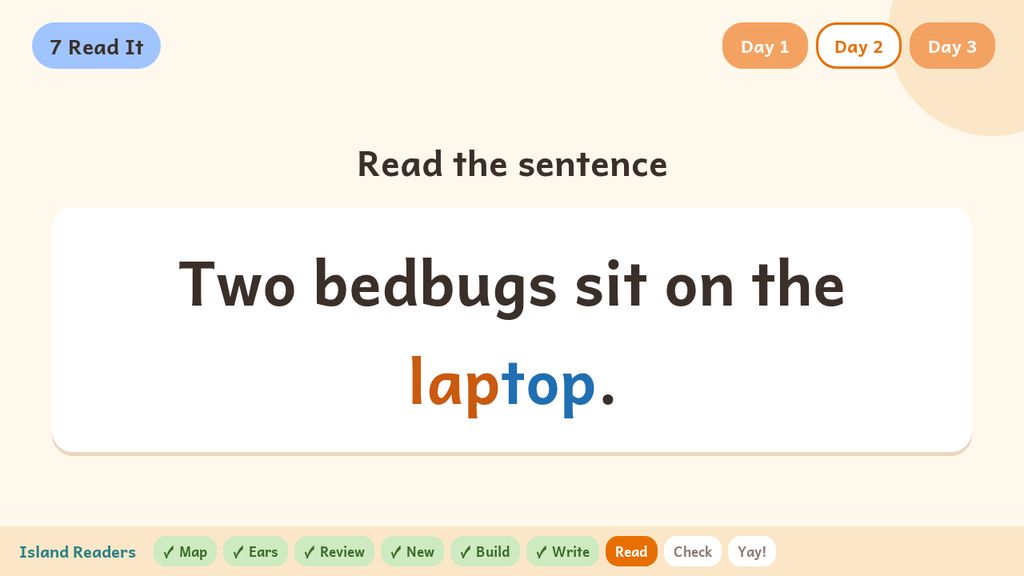 7 Read It
Day 1 Day 2 Day 3
Read the sentence
Two bedbugs sit on the
laptop.
Island Readers ✓ Map ✓ Ears ✓ Review ✓ New ✓ Build ✓ Write Read Check Yay!